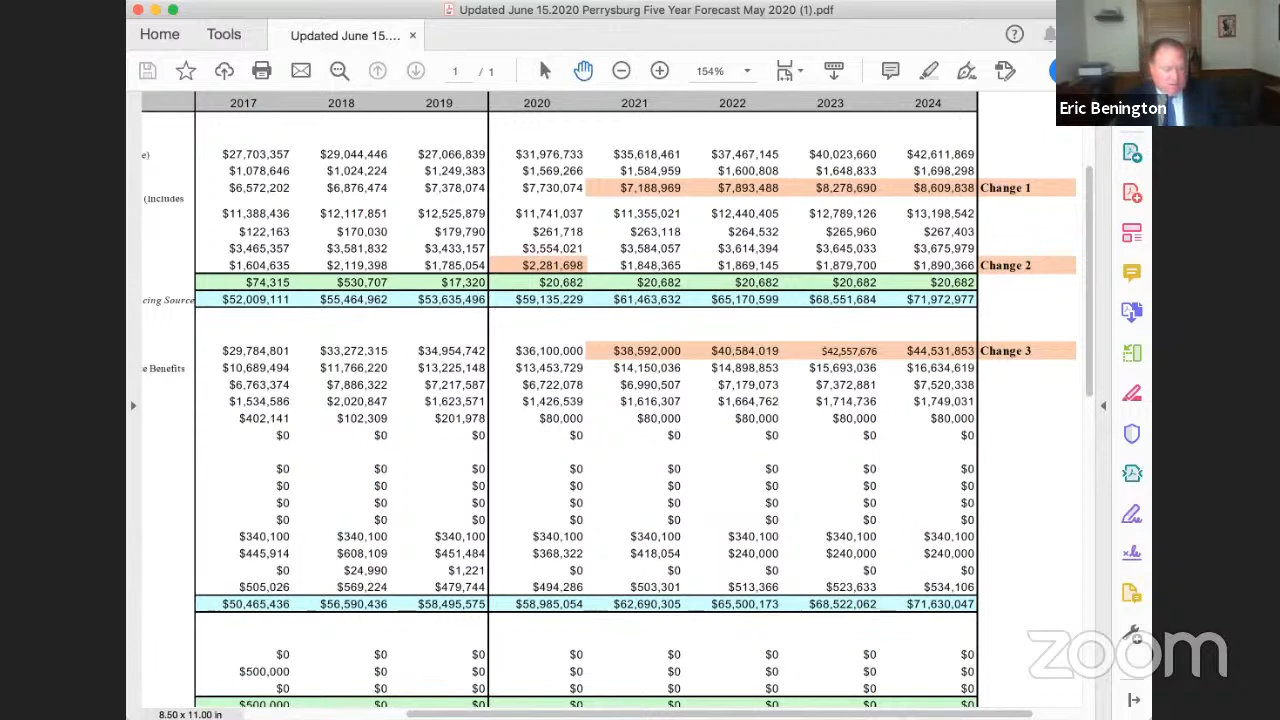 Updated June 15.2020 Perrysburg Five Year Forecast May 2020 (1).pdf
Home Tools Updated June 15.... ×
1 / 1 154%
Eric Benington
2017 2018 2019 2020 2021 2022 2023 2024
e) $27,703,357 $29,044,446 $27,066,839 $31,976,733 $35,618,461 $37,467,145 $40,023,660 $42,611,869
$1,078,646 $1,024,224 $1,249,383 $1,569,266 $1,584,959 $1,600,808 $1,648,833 $1,698,298
$6,572,202 $6,876,474 $7,378,074 $7,730,074 $7,188,969 $7,893,488 $8,278,690 $8,609,838 Change 1
(Includes
$11,388,436 $12,117,851 $12,525,879 $11,741,037 $11,355,021 $12,440,405 $12,789,126 $13,198,542
$122,163 $170,030 $179,790 $261,718 $263,118 $264,532 $265,960 $267,403
$3,465,357 $3,581,832 $3,433,157 $3,554,021 $3,584,057 $3,614,394 $3,645,034 $3,675,979
$1,604,635 $2,119,398 $1,785,054 $2,281,698 $1,848,365 $1,869,145 $1,879,700 $1,890,366 Change 2
$74,315 $530,707 $17,320 $20,682 $20,682 $20,682 $20,682 $20,682
cing Source $52,009,111 $55,464,962 $53,635,496 $59,135,229 $61,463,632 $65,170,599 $68,551,684 $71,972,977
$29,784,801 $33,272,315 $34,954,742 $36,100,000 $38,592,000 $40,584,019 $42,557,676 $44,531,853 Change 3
e Benefits $10,689,494 $11,766,220 $13,225,148 $13,453,729 $14,150,036 $14,898,853 $15,693,036 $16,634,619
$6,763,374 $7,886,322 $7,217,587 $6,722,078 $6,990,507 $7,179,073 $7,372,881 $7,520,338
$1,534,586 $2,020,847 $1,623,571 $1,426,539 $1,616,307 $1,664,762 $1,714,736 $1,749,031
$402,141 $102,309 $201,978 $80,000 $80,000 $80,000 $80,000 $80,000
$0 $0 $0 $0 $0 $0 $0 $0
$0 $0 $0 $0 $0 $0 $0 $0
$0 $0 $0 $0 $0 $0 $0 $0
$0 $0 $0 $0 $0 $0 $0 $0
$0 $0 $0 $0 $0 $0 $0 $0
$340,100 $340,100 $340,100 $340,100 $340,100 $340,100 $340,100 $340,100
$445,914 $608,109 $451,484 $368,322 $418,054 $240,000 $240,000 $240,000
$0 $24,990 $1,221 $0 $0 $0 $0 $0
$505,026 $569,224 $479,744 $494,286 $503,301 $513,366 $523,633 $534,106
$50,465,436 $56,590,436 $58,495,575 $58,985,054 $62,690,305 $65,500,173 $68,522,062 $71,630,047
$0 $0 $0 $0 $0 $0 $0 $0
$500,000 $0 $0 $0 $0 $0 $0 $0
$0 $0 $0 $0 $0 $0 $0 $0
$500,000 $0 $0 $0 $0 $0 $0 $0
zoom
8.50 x 11.00 in